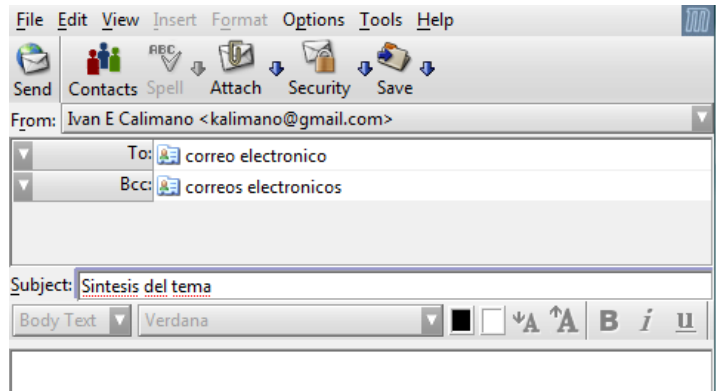 File Edit View Insert Format Options Tools Help
ABC
Send Contacts Spell Attach Security Save
From: Ivan E Calimano <kalimano@gmail.com>
To: correo electronico
Bcc: correos electronicos
Subject: Sintesis del tema
Body Text Verdana A A B i u